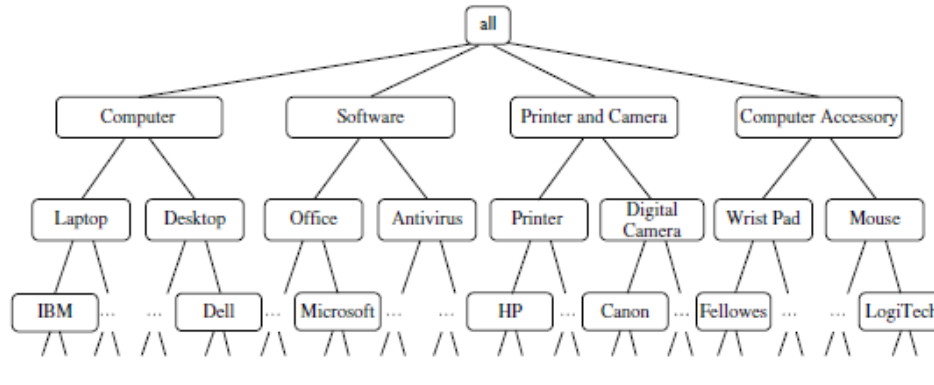 all
Computer
Software
Printer and Camera
Computer Accessory
Laptop
Desktop
Office
Antivirus
Printer
Digital
Camera
Wrist Pad
Mouse
IBM
...
...
Dell
...
Microsoft
...
...
HP
...
Canon
...
Fellowes
...
...
LogiTech